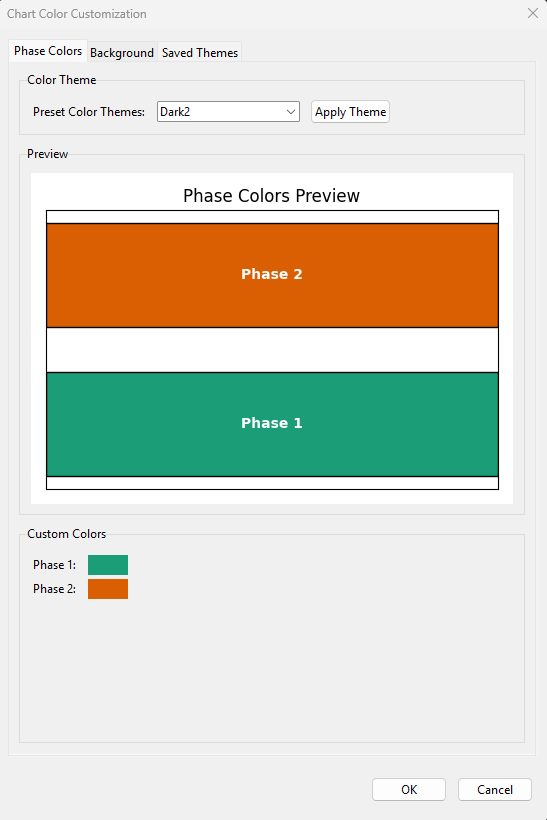 Chart Color Customization
Phase Colors Background Saved Themes
Color Theme
Preset Color Themes: Dark2 Apply Theme
Preview
Phase Colors Preview
Phase 2
Phase 1
Custom Colors
Phase 1:
Phase 2:
OK Cancel